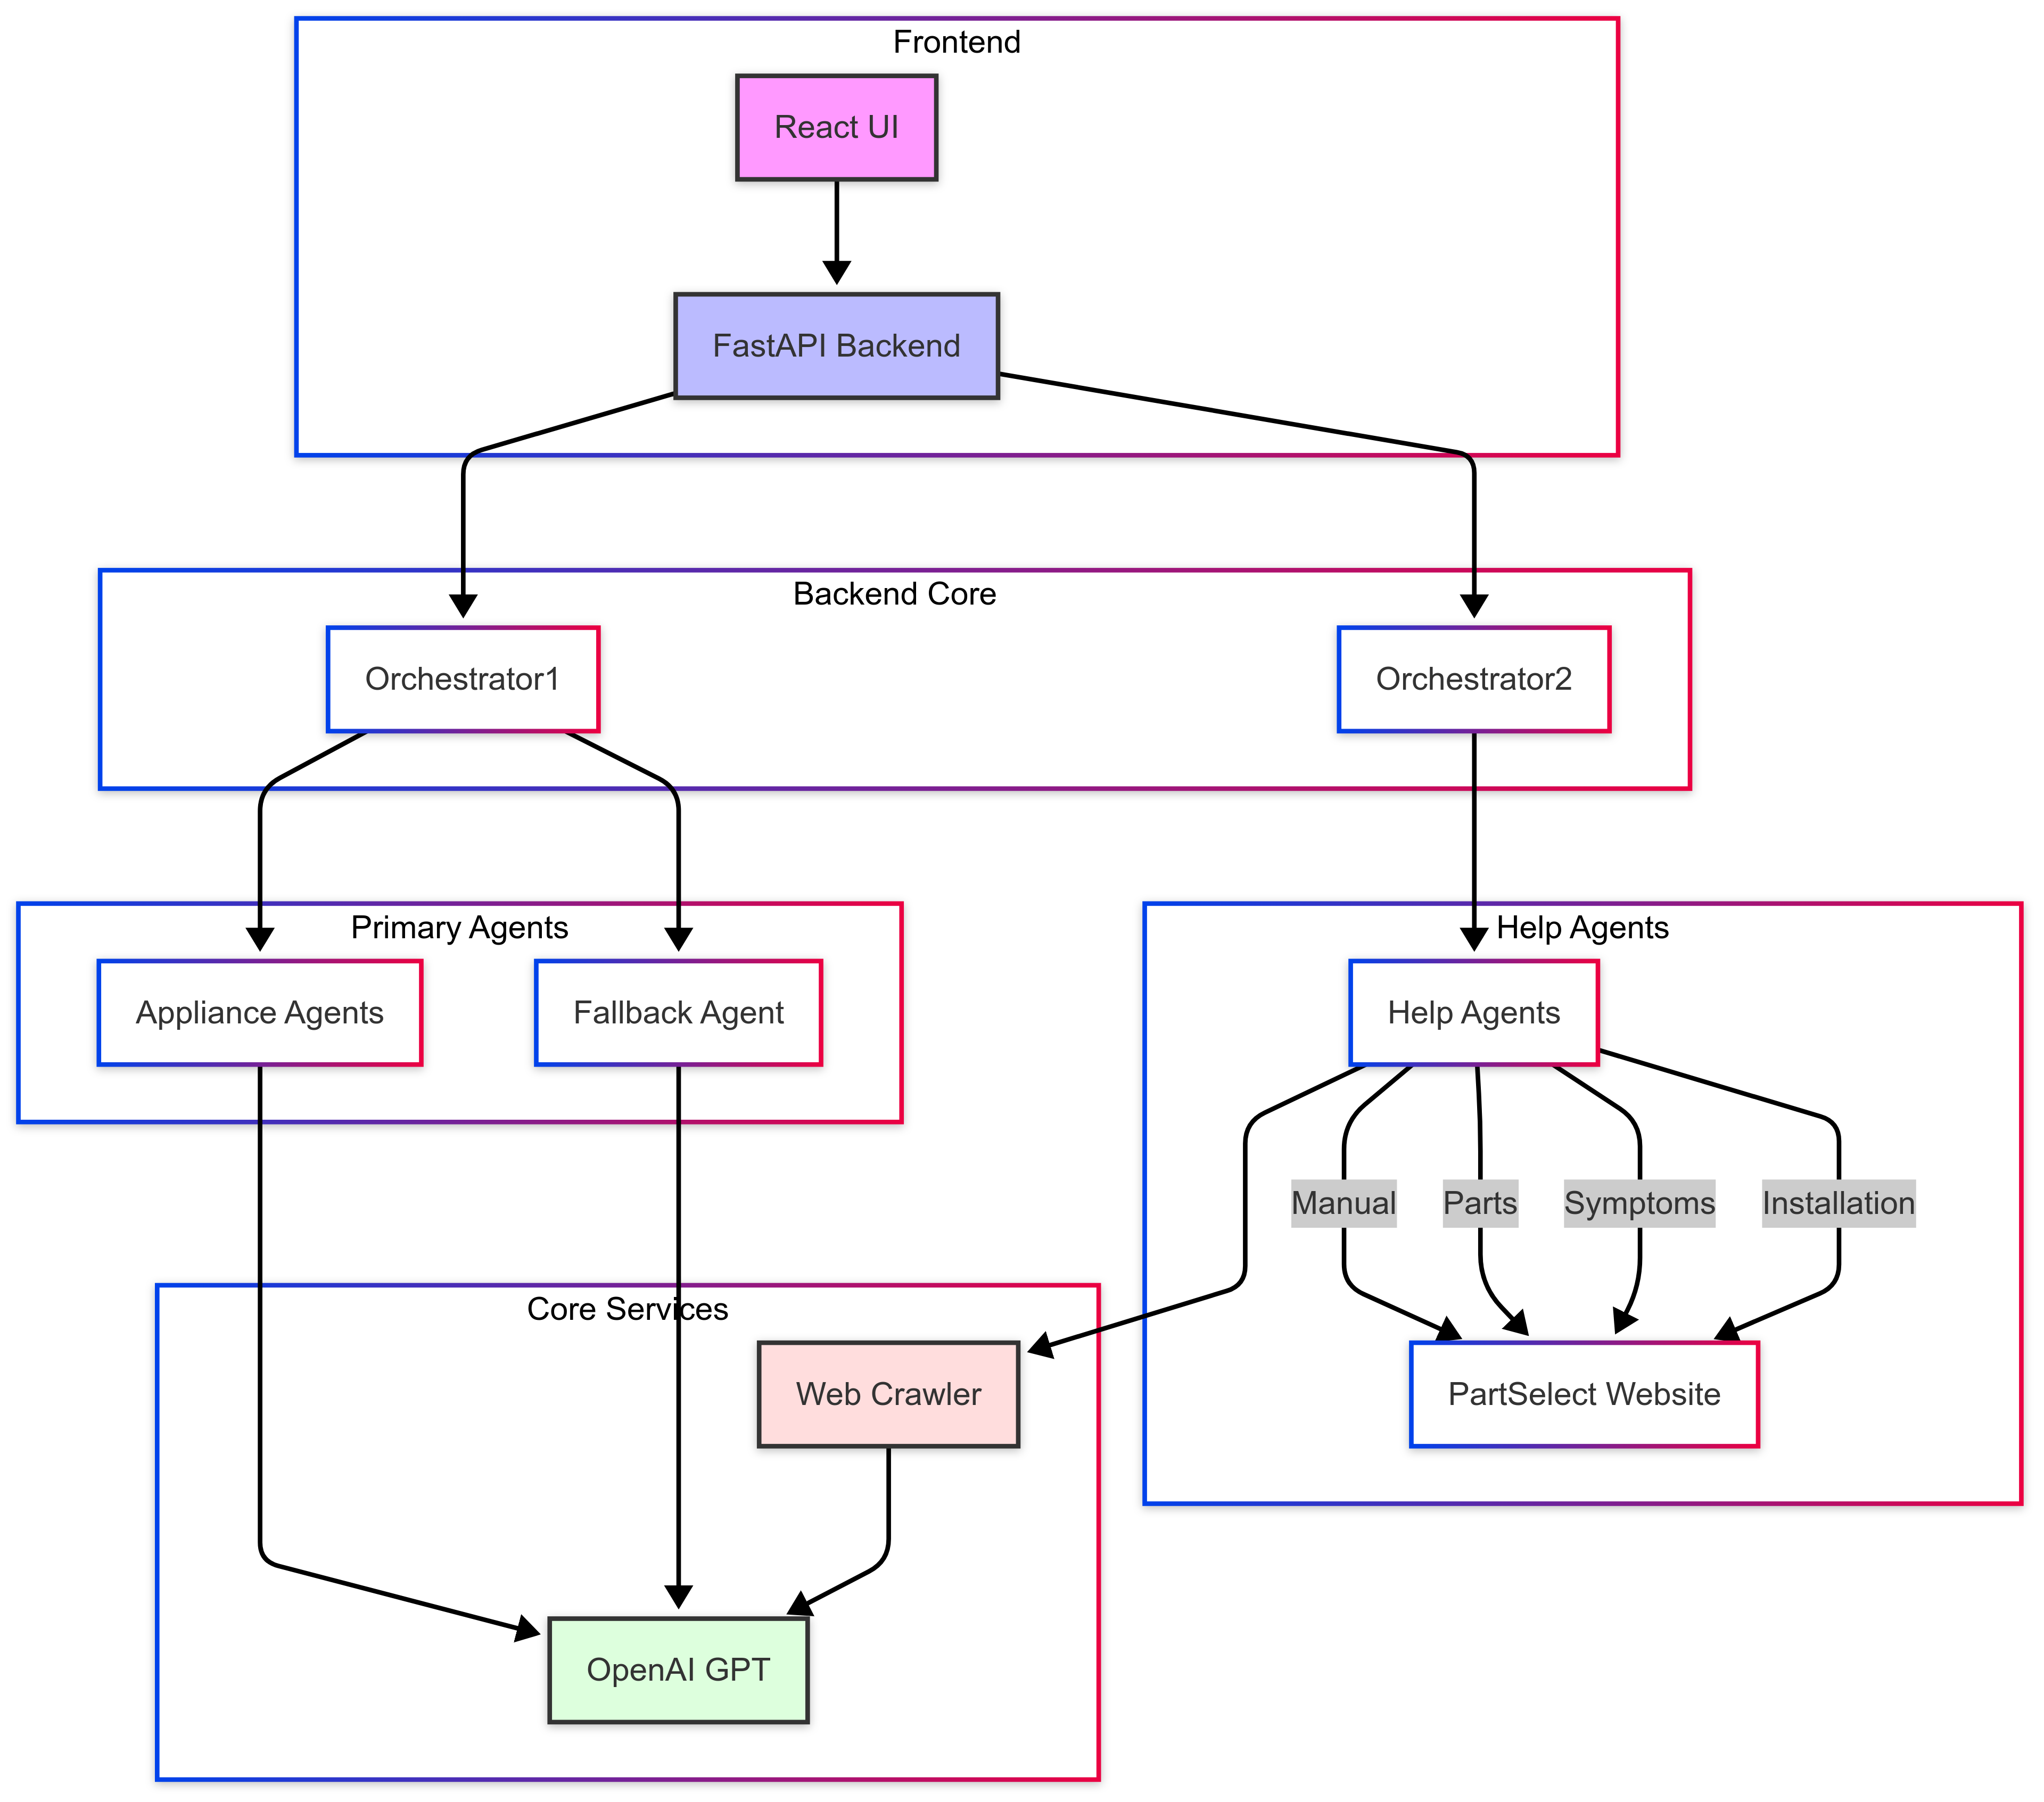 Frontend
React UI
FastAPI Backend
Backend Core
Orchestrator1
Orchestrator2
Primary Agents
Appliance Agents
Fallback Agent
Help Agents
Help Agents
Manual
Parts
Symptoms
Installation
PartSelect Website
Core Services
Web Crawler
OpenAI GPT